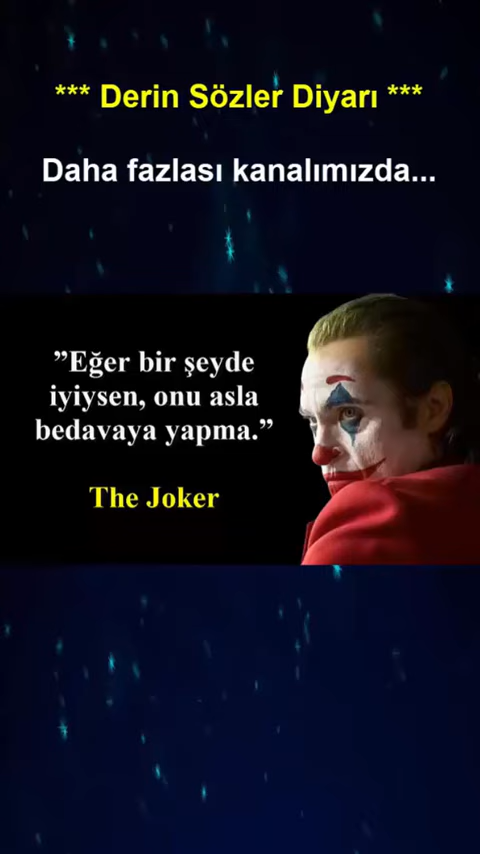 *** Derin Sözler Diyarı ***
Daha fazlası kanalımızda...
”Eğer bir şeyde
iyiysen, onu asla
bedavaya yapma.”
The Joker